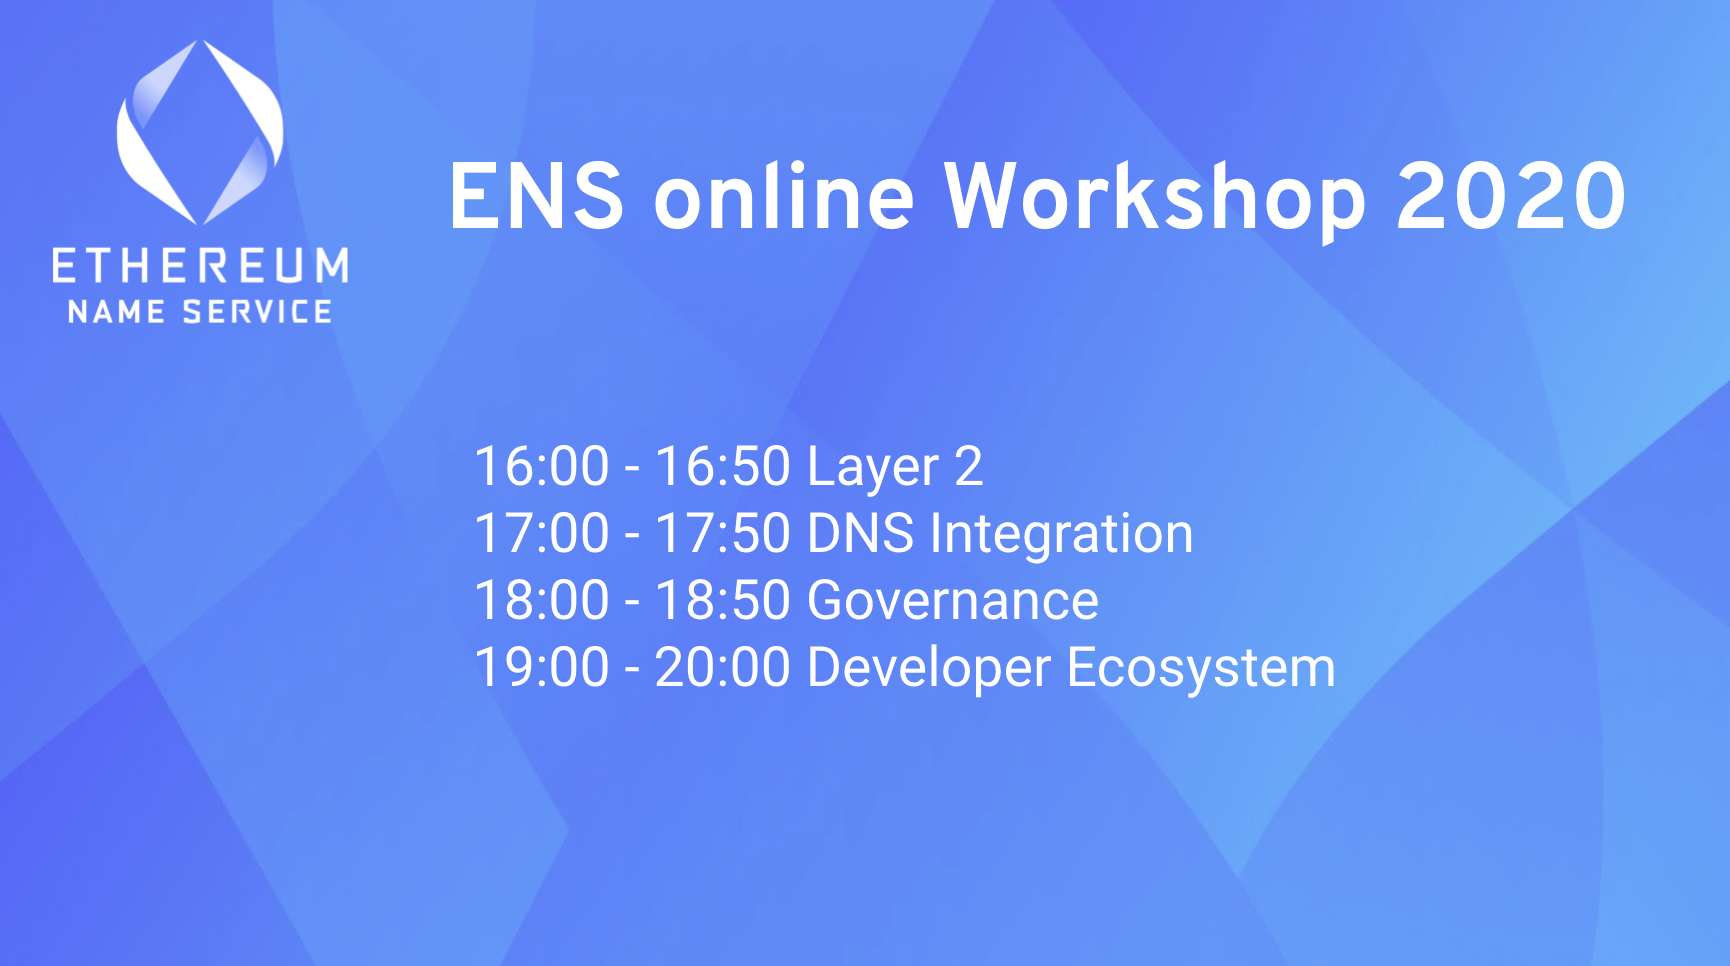 ETHEREUM
NAME SERVICE
ENS online Workshop 2020
16:00 - 16:50 Layer 2
17:00 - 17:50 DNS Integration
18:00 - 18:50 Governance
19:00 - 20:00 Developer Ecosystem